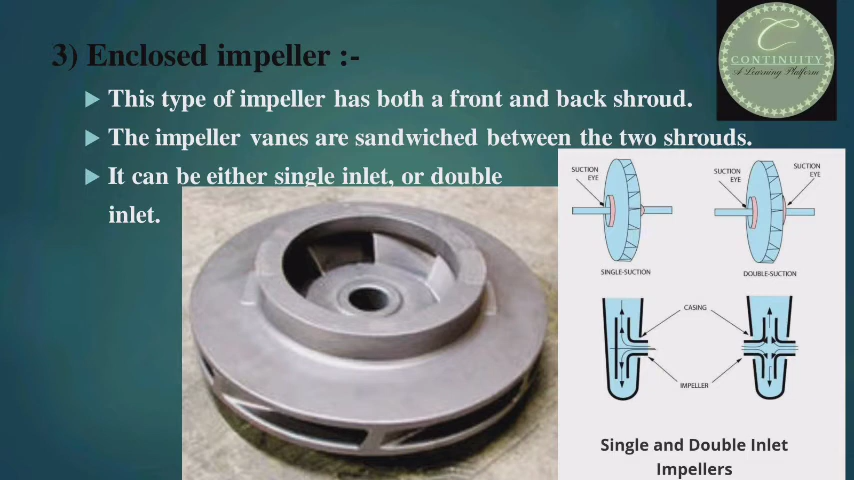 3) Enclosed impeller :-
This type of impeller has both a front and back shroud.
The impeller vanes are sandwiched between the two shrouds.
It can be either single inlet, or double
inlet.
CONTINUITY
A Learning Platform
SUCTION
EYE
SUCTION
EYE
SUCTION
EYE
SINGLE-SUCTION
DOUBLE-SUCTION
CASING
IMPELLER
Single and Double Inlet
Impellers